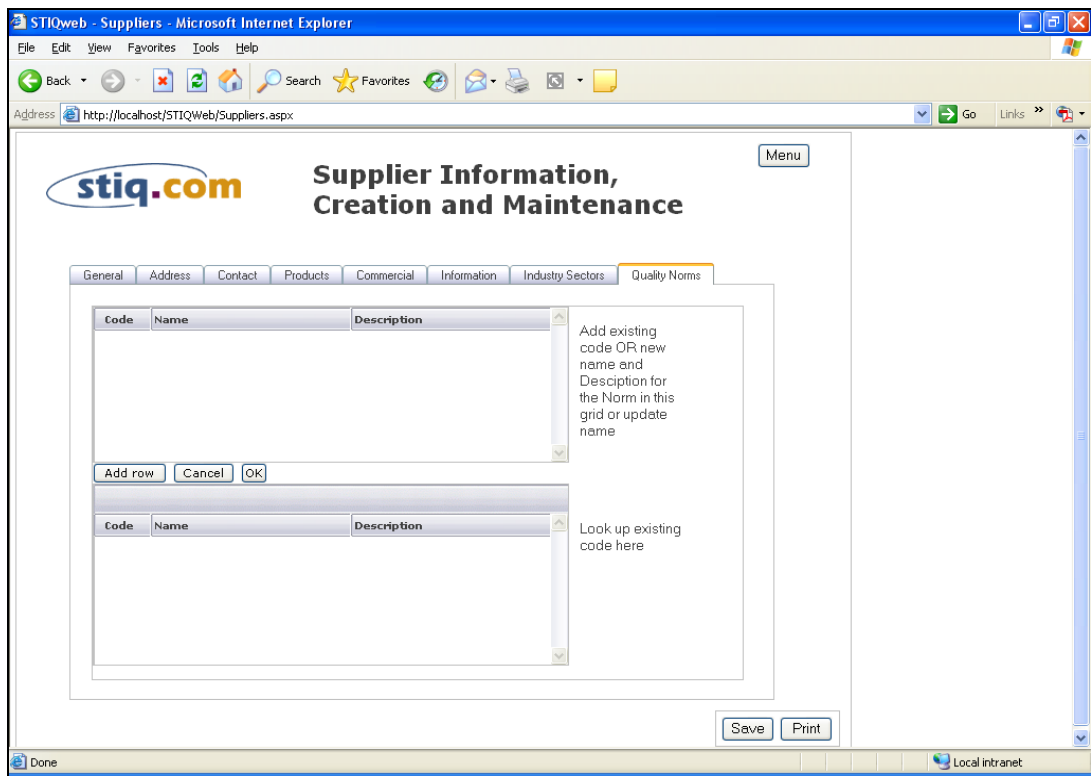 STIQweb - Suppliers - Microsoft Internet Explorer
File Edit View Favorites Tools Help
Back Search Favorites
Address http://localhost/STIQWeb/Suppliers.aspx Go Links »
Menu
stiq.com
Supplier Information,
Creation and Maintenance
General Address Contact Products Commercial Information Industry Sectors Quality Norms
Code Name Description
Add existing
code OR new
name and
Desciption for
the Norm in this
grid or update
name
Add row Cancel OK
Code Name Description
Look up existing
code here
Save Print
Done Local intranet